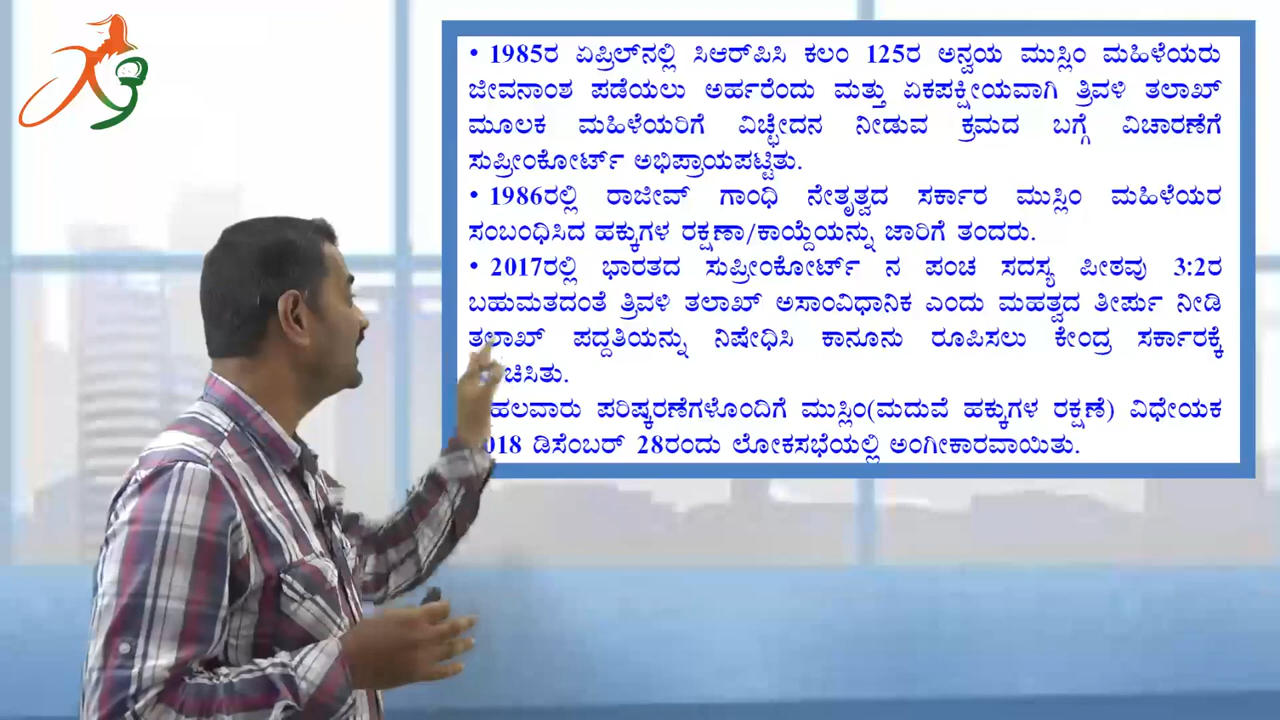 • 1985ರ ಏಪ್ರಿಲ್‌ನಲ್ಲಿ ಸಿಆರ್‌ಪಿಸಿ ಕಲಂ 125ರ ಅನ್ವಯ ಮುಸ್ಲಿಂ ಮಹಿಳೆಯರು
ಜೀವನಾಂಶ ಪಡೆಯಲು ಅರ್ಹರೆಂದು ಮತ್ತು ಏಕಪಕ್ಷೀಯವಾಗಿ ತ್ರಿವಳಿ ತಲಾಖ್
ಮೂಲಕ ಮಹಿಳೆಯರಿಗೆ ವಿಚ್ಛೇದನ ನೀಡುವ ಕ್ರಮದ ಬಗ್ಗೆ ವಿಚಾರಣೆಗೆ
ಸುಪ್ರೀಂಕೋರ್ಟ್ ಅಭಿಪ್ರಾಯಪಟ್ಟಿತು.
• 1986ರಲ್ಲಿ ರಾಜೀವ್ ಗಾಂಧಿ ನೇತೃತ್ವದ ಸರ್ಕಾರ ಮುಸ್ಲಿಂ ಮಹಿಳೆಯರ
ಸಂಬಂಧಿಸಿದ ಹಕ್ಕುಗಳ ರಕ್ಷಣಾ/ಕಾಯ್ದೆಯನ್ನು ಜಾರಿಗೆ ತಂದರು.
• 2017ರಲ್ಲಿ ಭಾರತದ ಸುಪ್ರೀಂಕೋರ್ಟ್ ನ ಪಂಚ ಸದಸ್ಯ ಪೀಠವು 3:2ರ
ಬಹುಮತದಂತೆ ತ್ರಿವಳಿ ತಲಾಖ್ ಅಸಾಂವಿಧಾನಿಕ ಎಂದು ಮಹತ್ವದ ತೀರ್ಪು ನೀಡಿ
ತಲಾಖ್ ಪದ್ದತಿಯನ್ನು ನಿಷೇಧಿಸಿ ಕಾನೂನು ರೂಪಿಸಲು ಕೇಂದ್ರ ಸರ್ಕಾರಕ್ಕೆ
ಹಲವಾರು ಪರಿಷ್ಕರಣೆಗಳೊಂದಿಗೆ ಮುಸ್ಲಿಂ(ಮದುವೆ ಹಕ್ಕುಗಳ ರಕ್ಷಣೆ) ವಿಧೇಯಕ
ಡಿಸೆಂಬರ್ 28ರಂದು ಲೋಕಸಭೆಯಲ್ಲಿ ಅಂಗೀಕಾರವಾಯಿತು.